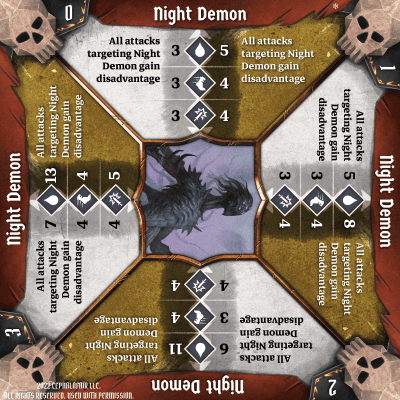 0
Night Demon
All attacks
targeting Night
Demon gain
disadvantage
3 5
3 4
3 4
All attacks
targeting Night
Demon gain
disadvantage
1
Night Demon
All attacks
targeting Night
Demon gain
disadvantage
5 8
3 4
3 4
All attacks
targeting Night
Demon gain
disadvantage
2
Night Demon
All attacks
targeting Night
Demon gain
disadvantage
6 11
3 4
4 4
All attacks
targeting Night
Demon gain
disadvantage
3
Night Demon
All attacks
targeting Night
Demon gain
disadvantage
7 13
4 4
4 5
All attacks
targeting Night
Demon gain
disadvantage
2022 CEPHALOFAIR LLC.
ALL RIGHTS RESERVED. USED WITH PERMISSION.